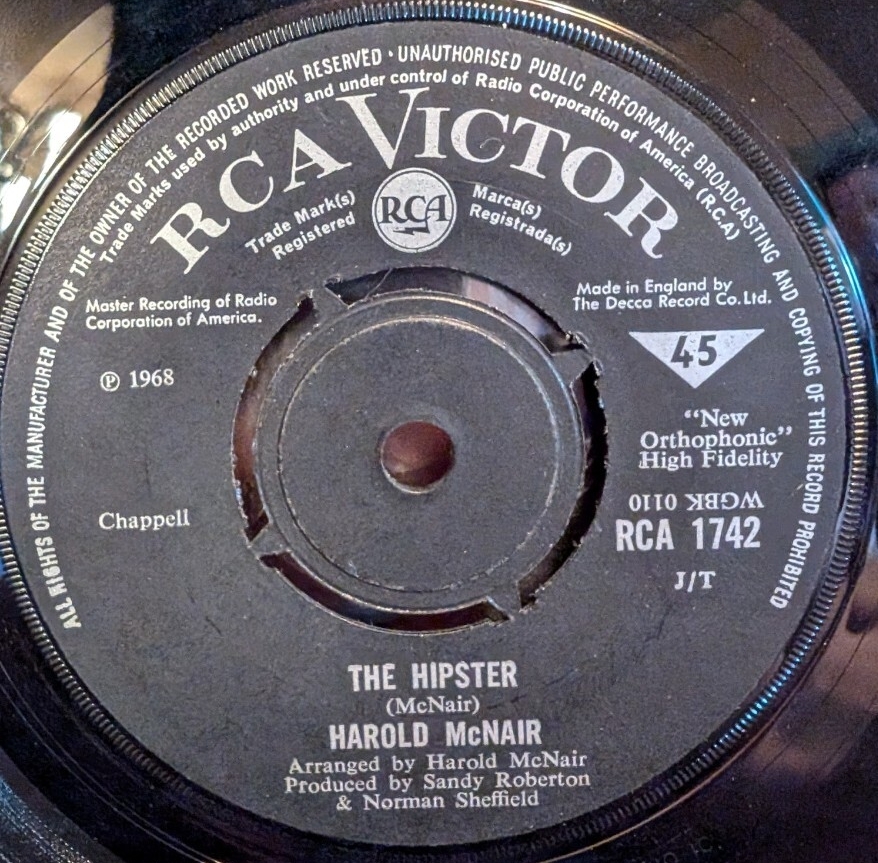 ALL RIGHTS OF THE MANUFACTURER AND OF THE OWNER OF THE RECORDED WORK RESERVED · UNAUTHORISED PUBLIC PERFORMANCE BROADCASTING AND COPYING OF THIS RECORD PROHIBITED
Trade Marks used by authority and under control of Radio Corporation of America (R.C.A)
RCA VICTOR
Trade Mark(s)
Registered
RCA
Marca(s)
Registrada(s)
Master Recording of Radio
Corporation of America.
Made in England by
The Decca Record Co. Ltd.
45
℗ 1968
"New
Orthophonic"
High Fidelity
Chappell
WGBK 0110
RCA 1742
J/T
THE HIPSTER
(McNair)
HAROLD McNAIR
Arranged by Harold McNair
Produced by Sandy Roberton
& Norman Sheffield